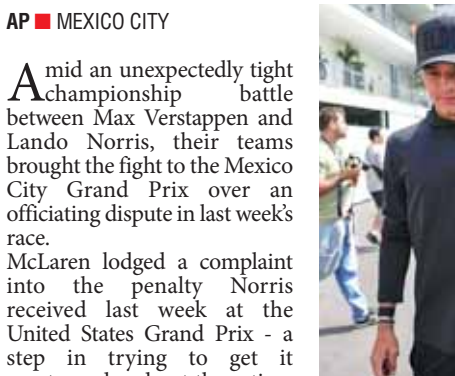 AP ■ MEXICO CITY
Amid an unexpectedly tight
championship battle
between Max Verstappen and
Lando Norris, their teams
brought the fight to the Mexico
City Grand Prix over an
officiating dispute in last week's
race.
McLaren lodged a complaint
into the penalty Norris
received last week at the
United States Grand Prix - a
step in trying to get it